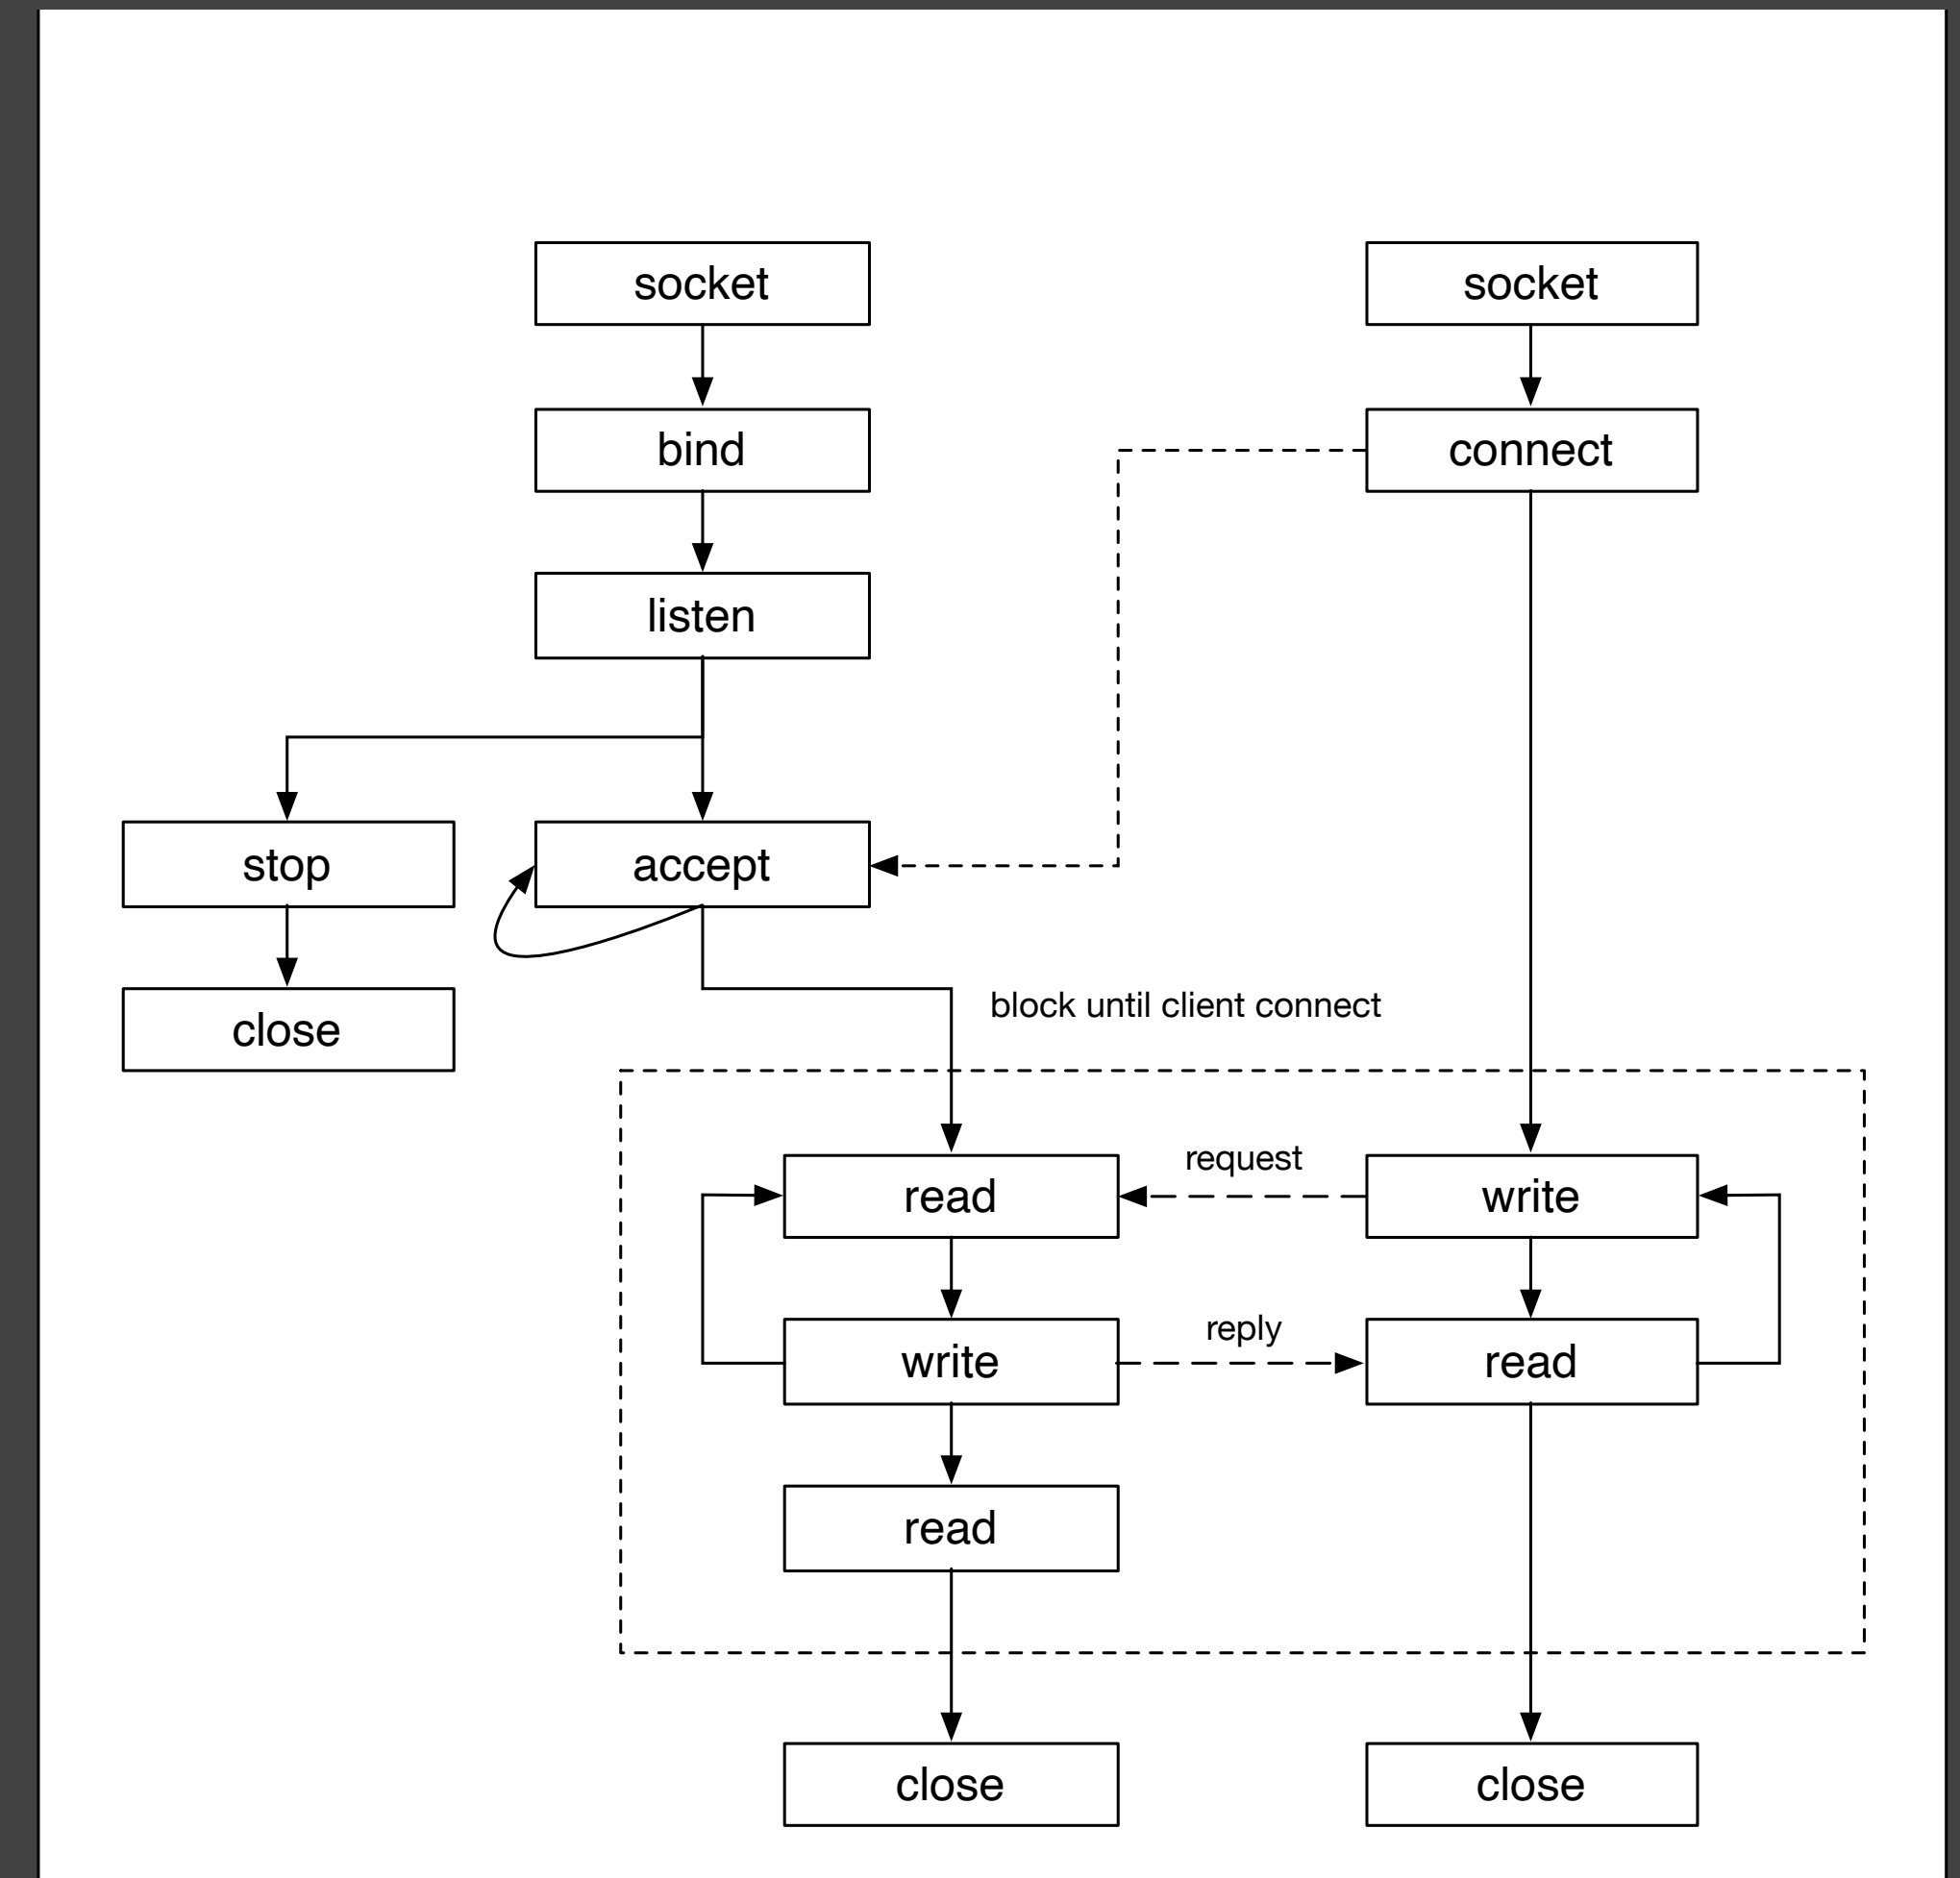 socket
socket
bind
connect
listen
stop
accept
close
block until client connect
request
read
write
reply
write
read
read
close
close